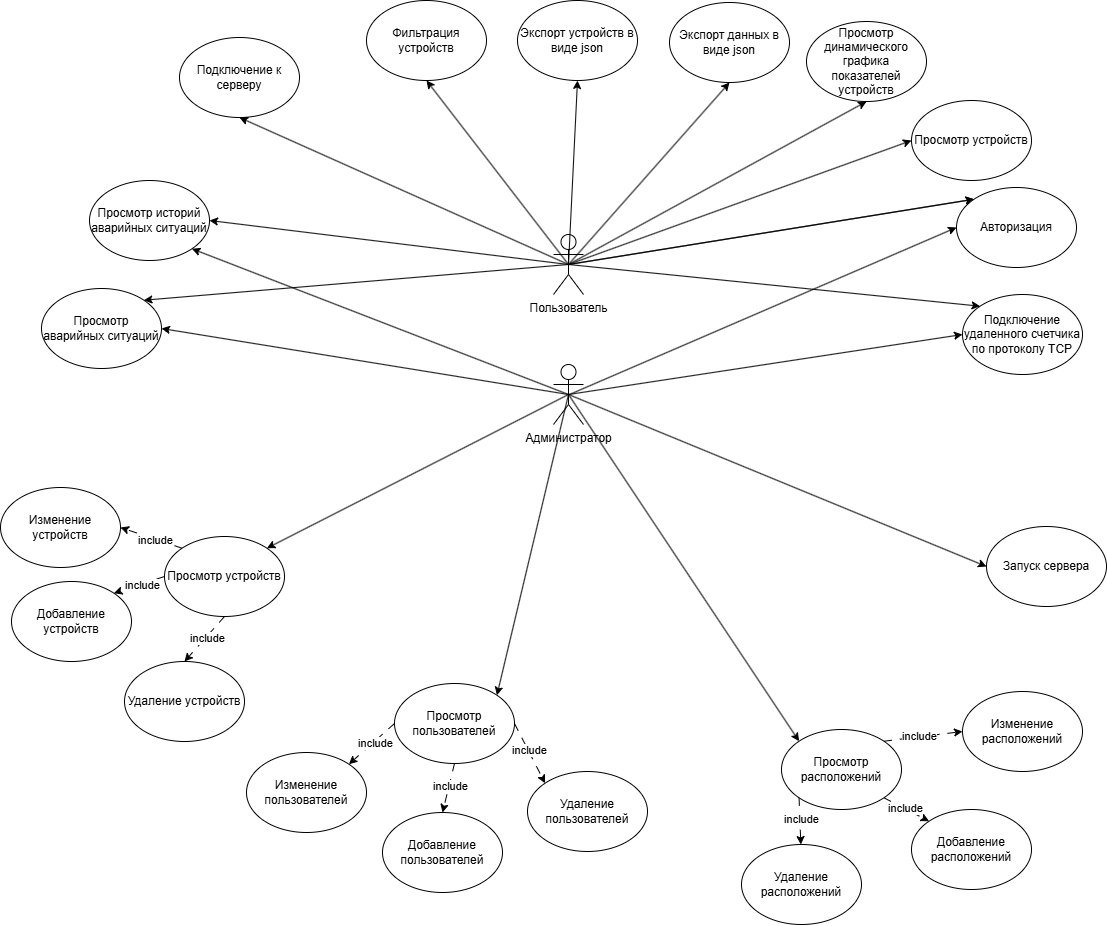 Фильтрация
устройств
Экспорт устройств в
виде json
Экспорт данных в
виде json
Просмотр
динамического
графика
показателей
устройств
Подключение к
серверу
Просмотр устройств
Просмотр историй
аварийных ситуаций
Авторизация
Пользователь
Просмотр
аварийных ситуаций
Подключение
удаленного счетчика
по протоколу TCP
Администратор
Изменение
устройств
include
Просмотр устройств
include
Добавление
устройств
include
Удаление устройств
Запуск сервера
Просмотр
пользователей
include
include
include
Изменение
пользователей
Добавление
пользователей
Удаление
пользователей
Просмотр
расположений
.include
Изменение
расположений
include
include
Добавление
расположений
Удаление
расположений